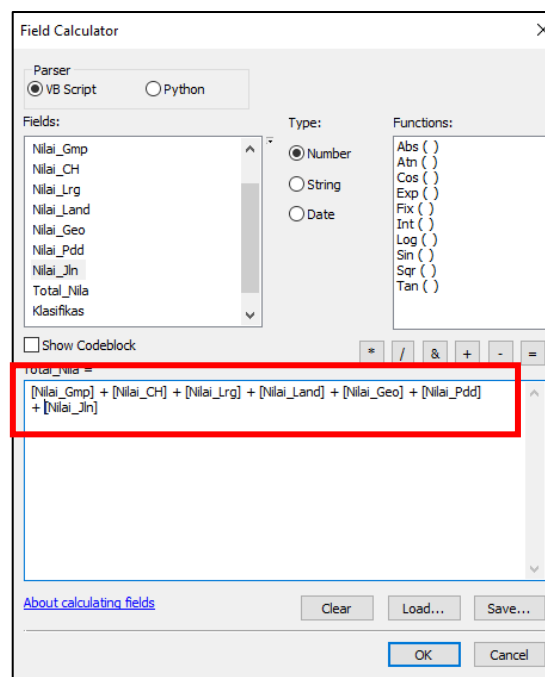 Field Calculator
Parser
VB Script
Python
Fields:
Type:
Functions:
Nilai_Gmp
Nilai_CH
Nilai_Lrg
Nilai_Land
Nilai_Geo
Nilai_Pdd
Nilai_Jln
Total_Nila
Klasifikas
Number
String
Date
Abs ( )
Atn ( )
Cos ( )
Exp ( )
Fix ( )
Int ( )
Log ( )
Sin ( )
Sqr ( )
Tan ( )
Show Codeblock
* / & + - =
Total_Nila =
[Nilai_Gmp] + [Nilai_CH] + [Nilai_Lrg] + [Nilai_Land] + [Nilai_Geo] + [Nilai_Pdd]
+ [Nilai_Jln]
About calculating fields
Clear
Load...
Save...
OK
Cancel